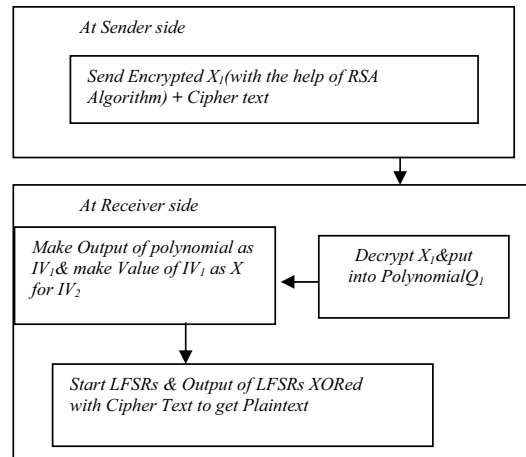 At Sender side
Send Encrypted X1(with the help of RSA
Algorithm) + Cipher text
At Receiver side
Make Output of polynomial as
IV1& make Value of IV1 as X
for IV2
Decrypt X1&put
into PolynomialQ1
Start LFSRs & Output of LFSRs XORed
with Cipher Text to get Plaintext